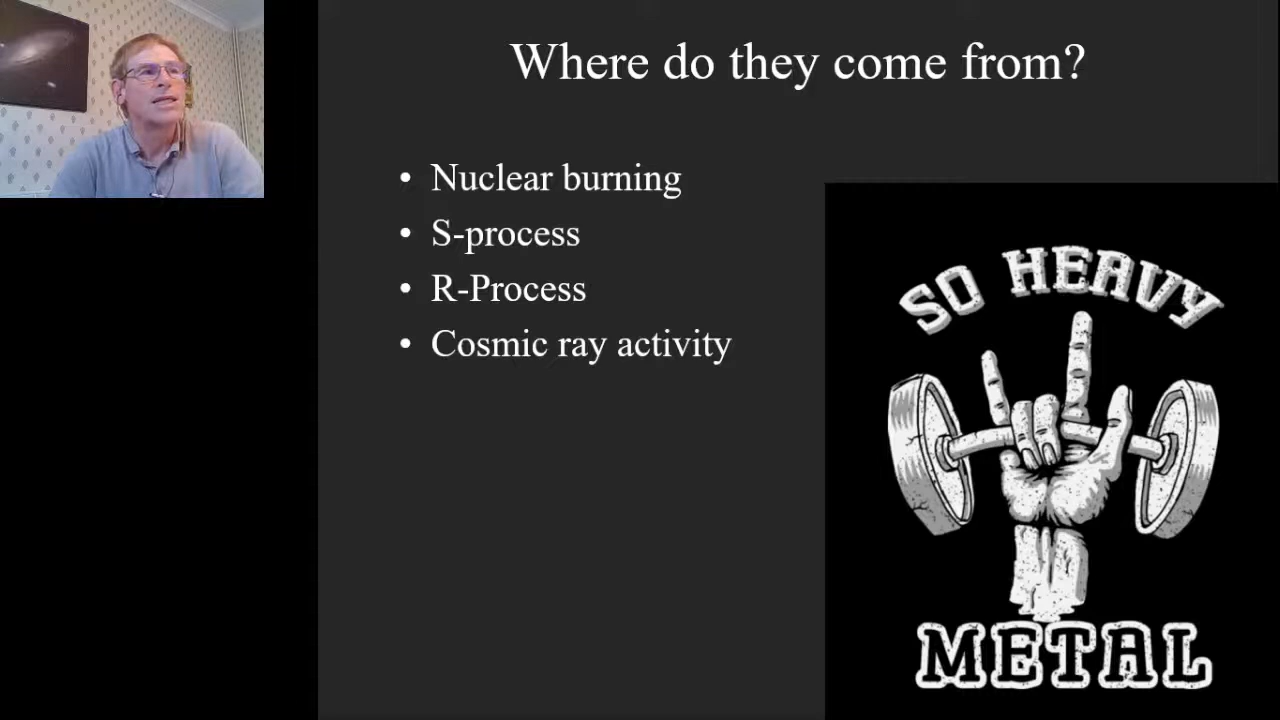 Where do they come from?
• Nuclear burning
• S-process
• R-Process
• Cosmic ray activity
SO HEAVY
METAL